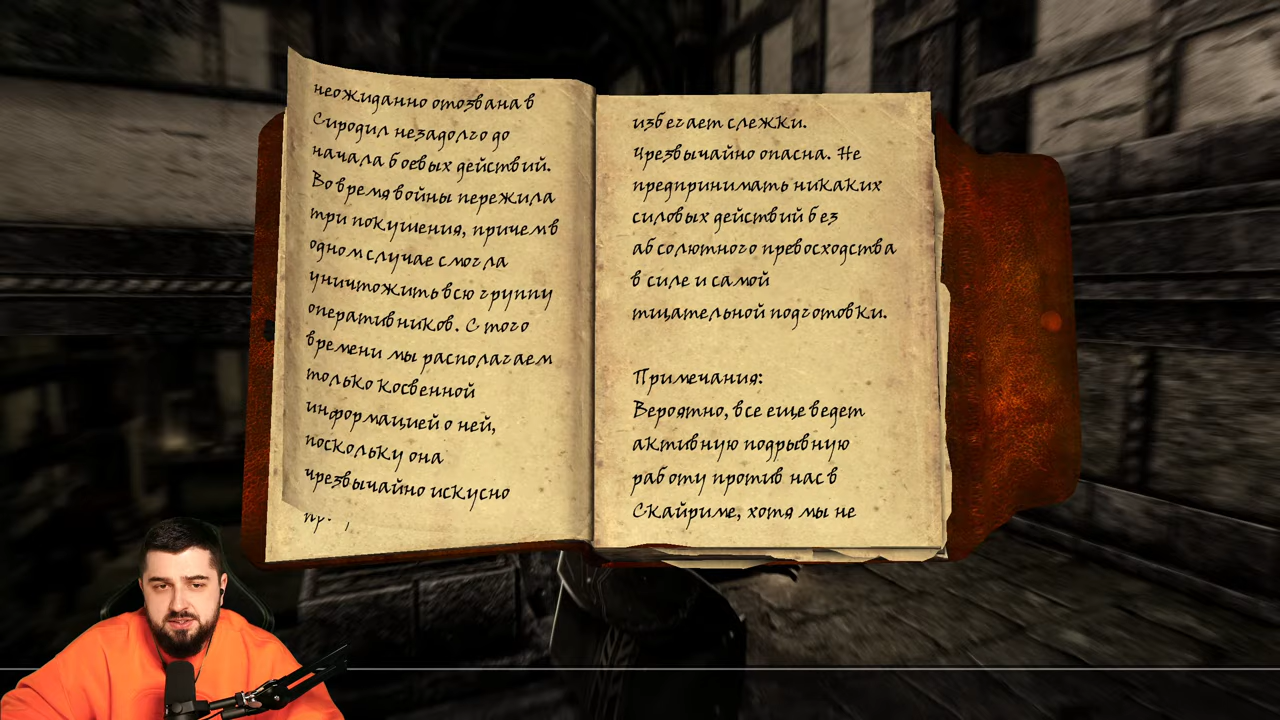 неожиданно отозвана в
Сиродил незадолго до
начала боевых действий.
Во время войны пережила
три покушения, причем в
одном случае смогла
уничтожить всю группу
оперативников. С того
времени мы располагаем
только косвенной
информацией о ней,
поскольку она
чрезвычайно искусно
избегает слежки.
Чрезвычайно опасна. Не
предпринимать никаких
силовых действий без
абсолютного превосходства
в силе и самой
тщательной подготовки.
Примечания:
Вероятно, все еще ведет
активную подрывную
работу против нас в
Скайриме, хотя мы не